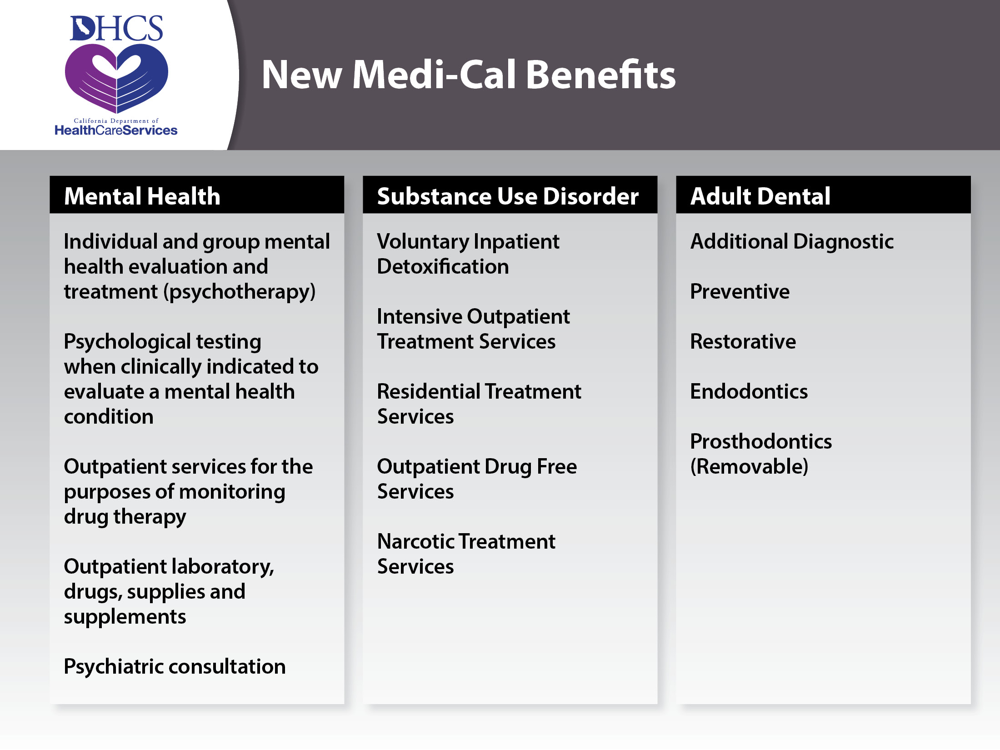 DHCS
California Department of
HealthCareServices
New Medi-Cal Benefits
Mental Health
Individual and group mental
health evaluation and
treatment (psychotherapy)
Psychological testing
when clinically indicated to
evaluate a mental health
condition
Outpatient services for the
purposes of monitoring
drug therapy
Outpatient laboratory,
drugs, supplies and
supplements
Psychiatric consultation
Substance Use Disorder
Voluntary Inpatient
Detoxification
Intensive Outpatient
Treatment Services
Residential Treatment
Services
Outpatient Drug Free
Services
Narcotic Treatment
Services
Adult Dental
Additional Diagnostic
Preventive
Restorative
Endodontics
Prosthodontics
(Removable)